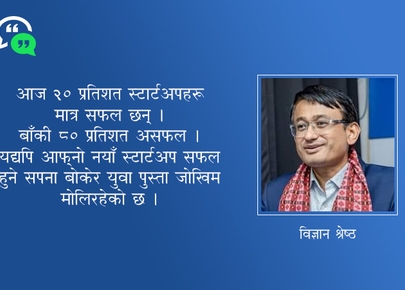 आज २० प्रतिशत स्टार्टअपहरू
मात्र सफल छन् ।
बाँकी ८० प्रतिशत असफल ।
यद्यपि आफ्नो नयाँ स्टार्टअप सफल
हुने सपना बोकेर युवा पुस्ता जोखिम
मोलिरहेको छ ।
विज्ञान श्रेष्ठ